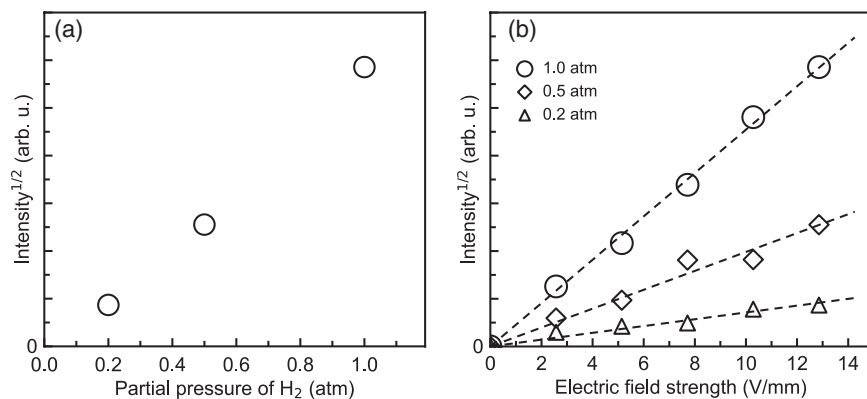 (a)
Intensity1/2 (arb. u.)
0
0.0 0.2 0.4 0.6 0.8 1.0
Partial pressure of H2 (atm)
(b)
1.0 atm
0.5 atm
0.2 atm
Intensity1/2 (arb. u.)
0
0 2 4 6 8 10 12 14
Electric field strength (V/mm)